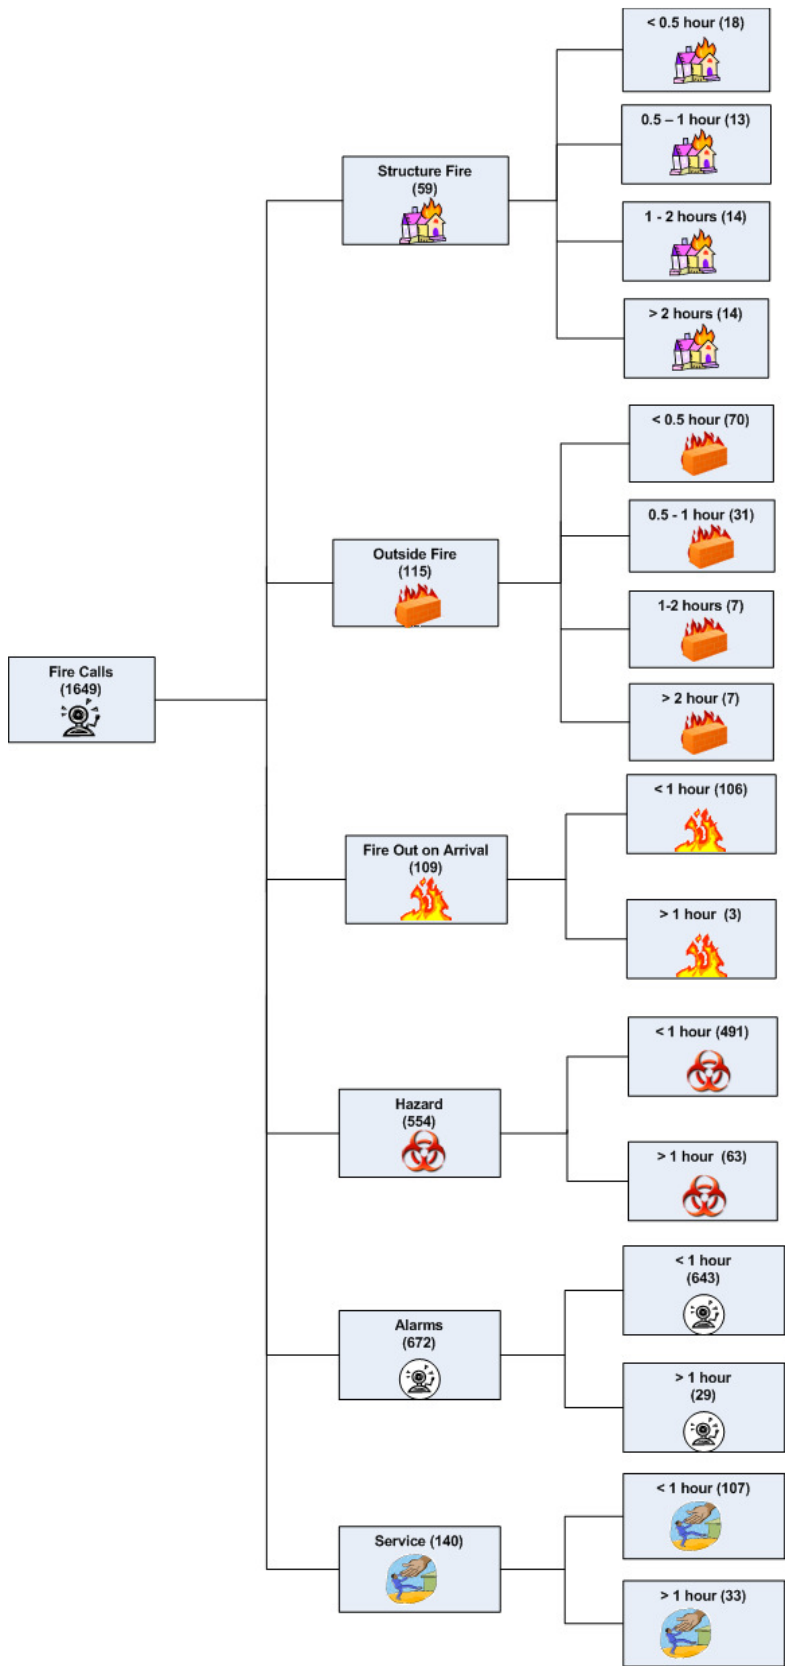 Fire Calls
(1649)
Structure Fire
(59)
< 0.5 hour (18)
0.5 – 1 hour (13)
1 - 2 hours (14)
> 2 hours (14)
Outside Fire
(115)
< 0.5 hour (70)
0.5 - 1 hour (31)
1-2 hours (7)
> 2 hour (7)
Fire Out on Arrival
(109)
< 1 hour (106)
> 1 hour (3)
Hazard
(554)
< 1 hour (491)
> 1 hour  (63)
Alarms
(672)
< 1 hour
(643)
> 1 hour
(29)
Service (140)
< 1 hour (107)
> 1 hour (33)